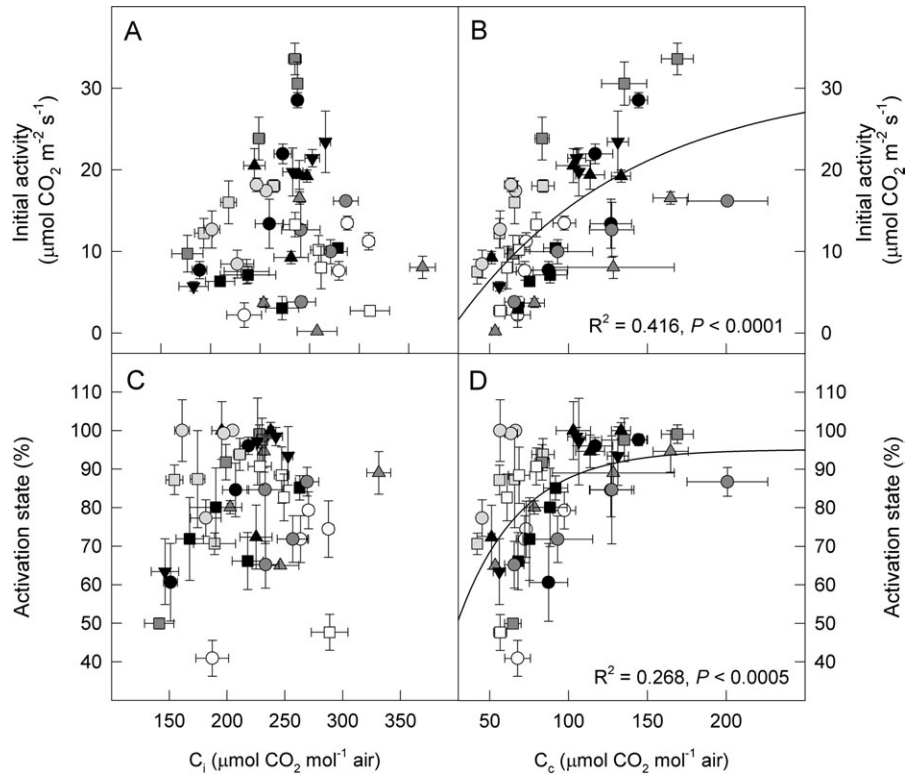 A
B
30
20
10
0
Initial activity
(μmol CO2 m-2 s-1)
30
20
10
0
Initial activity
(μmol CO2 m-2 s-1)
R2 = 0.416, P < 0.0001
C
D
110
100
90
80
70
60
50
40
Activation state (%)
110
100
90
80
70
60
50
40
Activation state (%)
R2 = 0.268, P < 0.0005
150 200 250 300 350
50 100 150 200
Ci (μmol CO2 mol-1 air)
Cc (μmol CO2 mol-1 air)